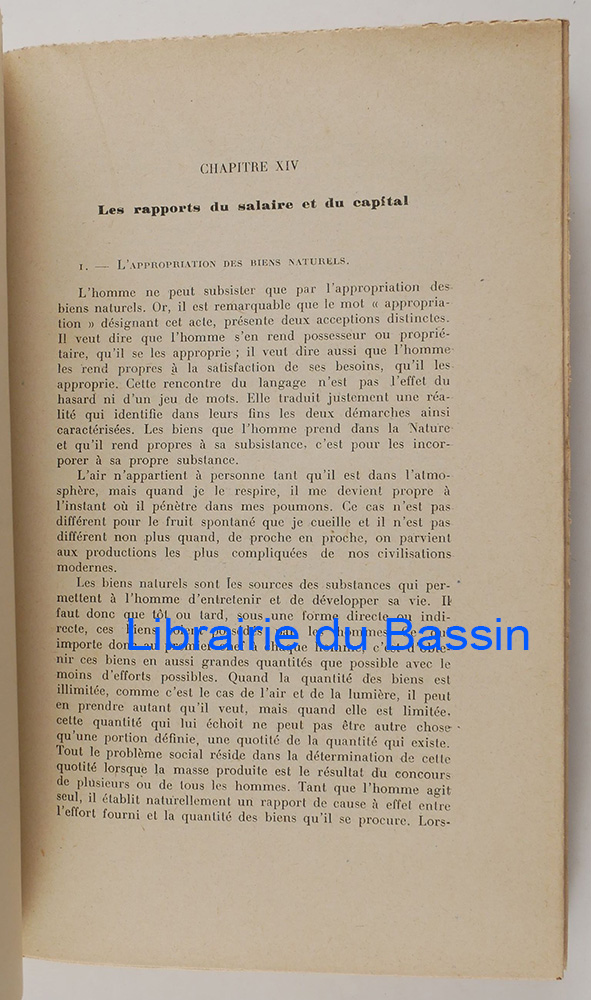 CHAPITRE XIV
Les rapports du salaire et du capital
1. — L'APPROPRIATION DES BIENS NATURELS.
L'homme ne peut subsister que par l'appropriation des
biens naturels. Or, il est remarquable que le mot « appropria-
tion » désignant cet acte, présente deux acceptions distinctes.
Il veut dire que l'homme s'en rend possesseur ou proprié-
taire, qu'il se les approprie ; il veut dire aussi que l'homme
les rend propres à la satisfaction de ses besoins, qu'il les
approprie. Cette rencontre du langage n'est pas l'effet du
hasard ni d'un jeu de mots. Elle traduit justement une réa-
lité qui identifie dans leurs fins les deux démarches ainsi
caractérisées. Les biens que l'homme prend dans la Nature
et qu'il rend propres à sa subsistance, c'est pour les incor-
porer à sa propre substance.
L'air n'appartient à personne tant qu'il est dans l'atmo-
sphère, mais quand je le respire, il me devient propre à
l'instant où il pénètre dans mes poumons. Ce cas n'est pas
différent pour le fruit spontané que je cueille et il n'est pas
différent non plus quand, de proche en proche, on parvient
aux productions les plus compliquées de nos civilisations
modernes.
Les biens naturels sont les sources des substances qui per-
mettent à l'homme d'entretenir et de développer sa vie. Il
faut donc que tôt ou tard, sous une forme directe ou indi-
recte, ces biens les hommes. Ce
importe à chaque c'est d'obte-
Librairie du Bassin
nir ces biens en aussi grandes quantités que possible avec le
moins d'efforts possibles. Quand la quantité des biens est
illimitée, comme c'est le cas de l'air et de la lumière, il peut
en prendre autant qu'il veut, mais quand elle est limitée,
cette quantité qui lui échoit ne peut pas être autre chose
qu'une portion définie, une quotité de la quantité qui existe.
Tout le problème social réside dans la détermination de cette
quotité lorsque la masse produite est le résultat du concours
de plusieurs ou de tous les hommes. Tant que l'homme agit
seul, il établit naturellement un rapport de cause à effet entre
l'effort fourni et la quantité des biens qu'il se procure. Lors-